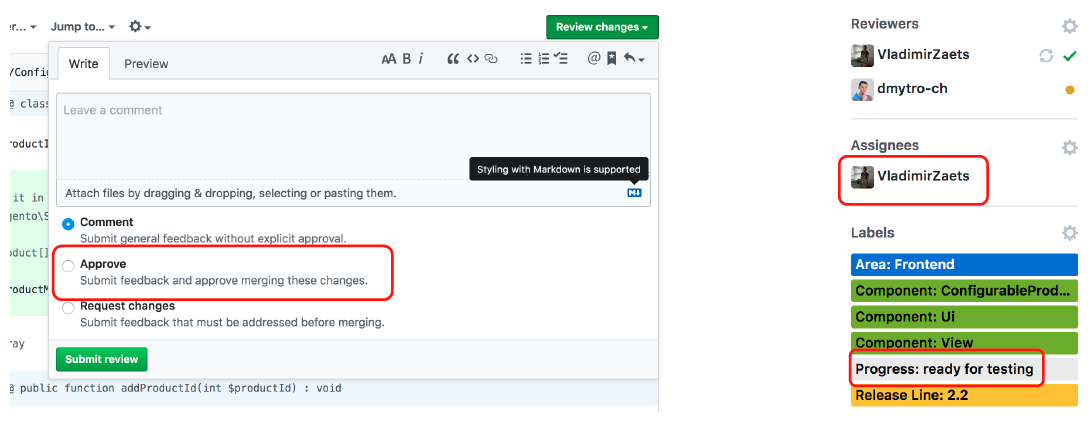 er... Jump to...
Review changes
/Config
@ class
roductI
it in
gento\S
oduct[]
roductM
ray
Write Preview
AA B i
Leave a comment
Styling with Markdown is supported
Attach files by dragging & dropping, selecting or pasting them.
M
Comment
Submit general feedback without explicit approval.
Approve
Submit feedback and approve merging these changes.
Request changes
Submit feedback that must be addressed before merging.
Submit review
@ public function addProductId(int $productId) : void
Reviewers
VladimirZaets
dmytro-ch
Assignees
VladimirZaets
Labels
Area: Frontend
Component: ConfigurableProd...
Component: Ui
Component: View
Progress: ready for testing
Release Line: 2.2